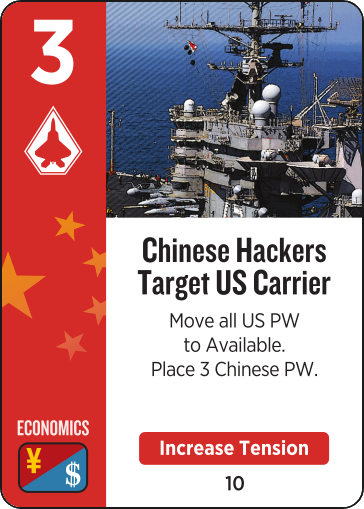 3
Chinese Hackers
Target US Carrier
Move all US PW
to Available.
Place 3 Chinese PW.
ECONOMICS
¥
$
Increase Tension
10